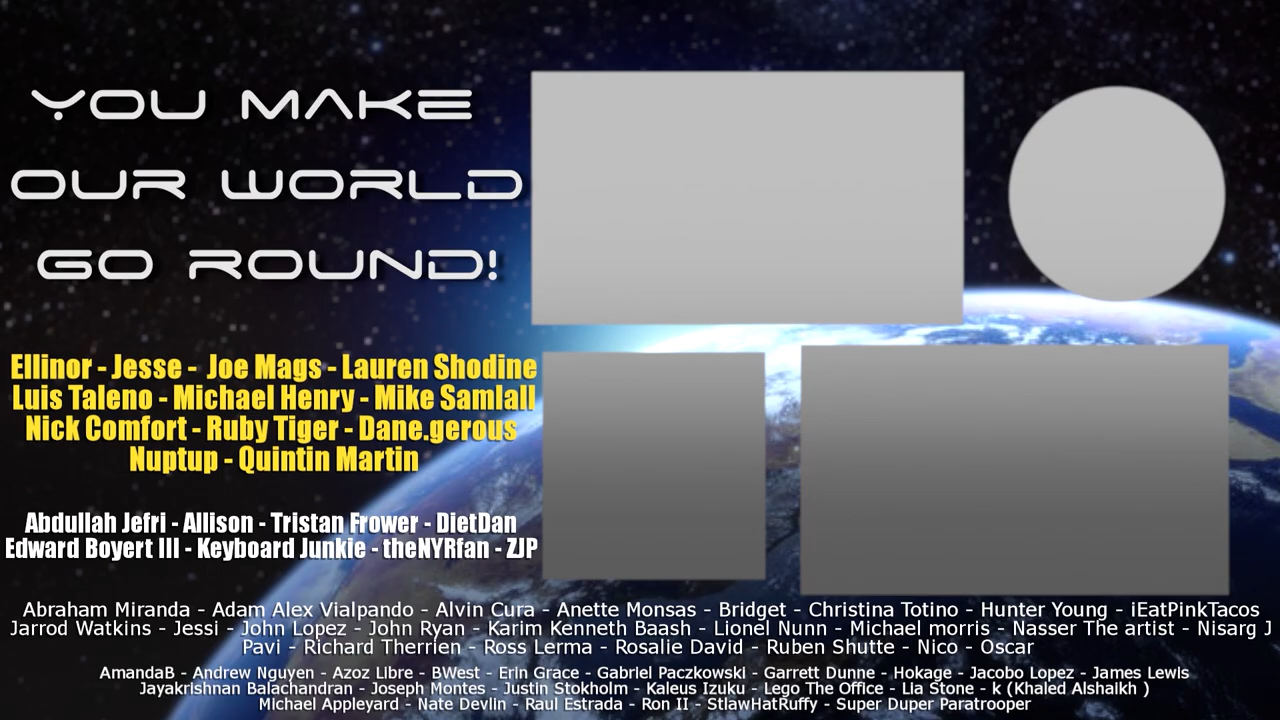 YOU MAKE
OUR WORLD
GO ROUND!
Ellinor - Jesse - Joe Mags - Lauren Shodine
Luis Taleno - Michael Henry - Mike Samlall
Nick Comfort - Ruby Tiger - Dane.gerous
Nuptup - Quintin Martin
Abdullah Jefri - Allison - Tristan Frower - DietDan
Edward Boyert III - Keyboard Junkie - theNYRfan - ZJP
Abraham Miranda - Adam Alex Vialpando - Alvin Cura - Anette Monsas - Bridget - Christina Totino - Hunter Young - iEatPinkTacos
Jarrod Watkins - Jessi - John Lopez - John Ryan - Karim Kenneth Baash - Lionel Nunn - Michael morris - Nasser The artist - Nisarg J
Pavi - Richard Therrien - Ross Lerma - Rosalie David - Ruben Shutte - Nico - Oscar
AmandaB - Andrew Nguyen - Azoz Libre - BWest - Erin Grace - Gabriel Paczkowski - Garrett Dunne - Hokage - Jacobo Lopez - James Lewis
Jayakrishnan Balachandran - Joseph Montes - Justin Stokholm - Kaleus Izuku - Lego The Office - Lia Stone - k (Khaled Alshaikh )
Michael Appleyard - Nate Devlin - Raul Estrada - Ron II - StlawHatRuffy - Super Duper Paratrooper